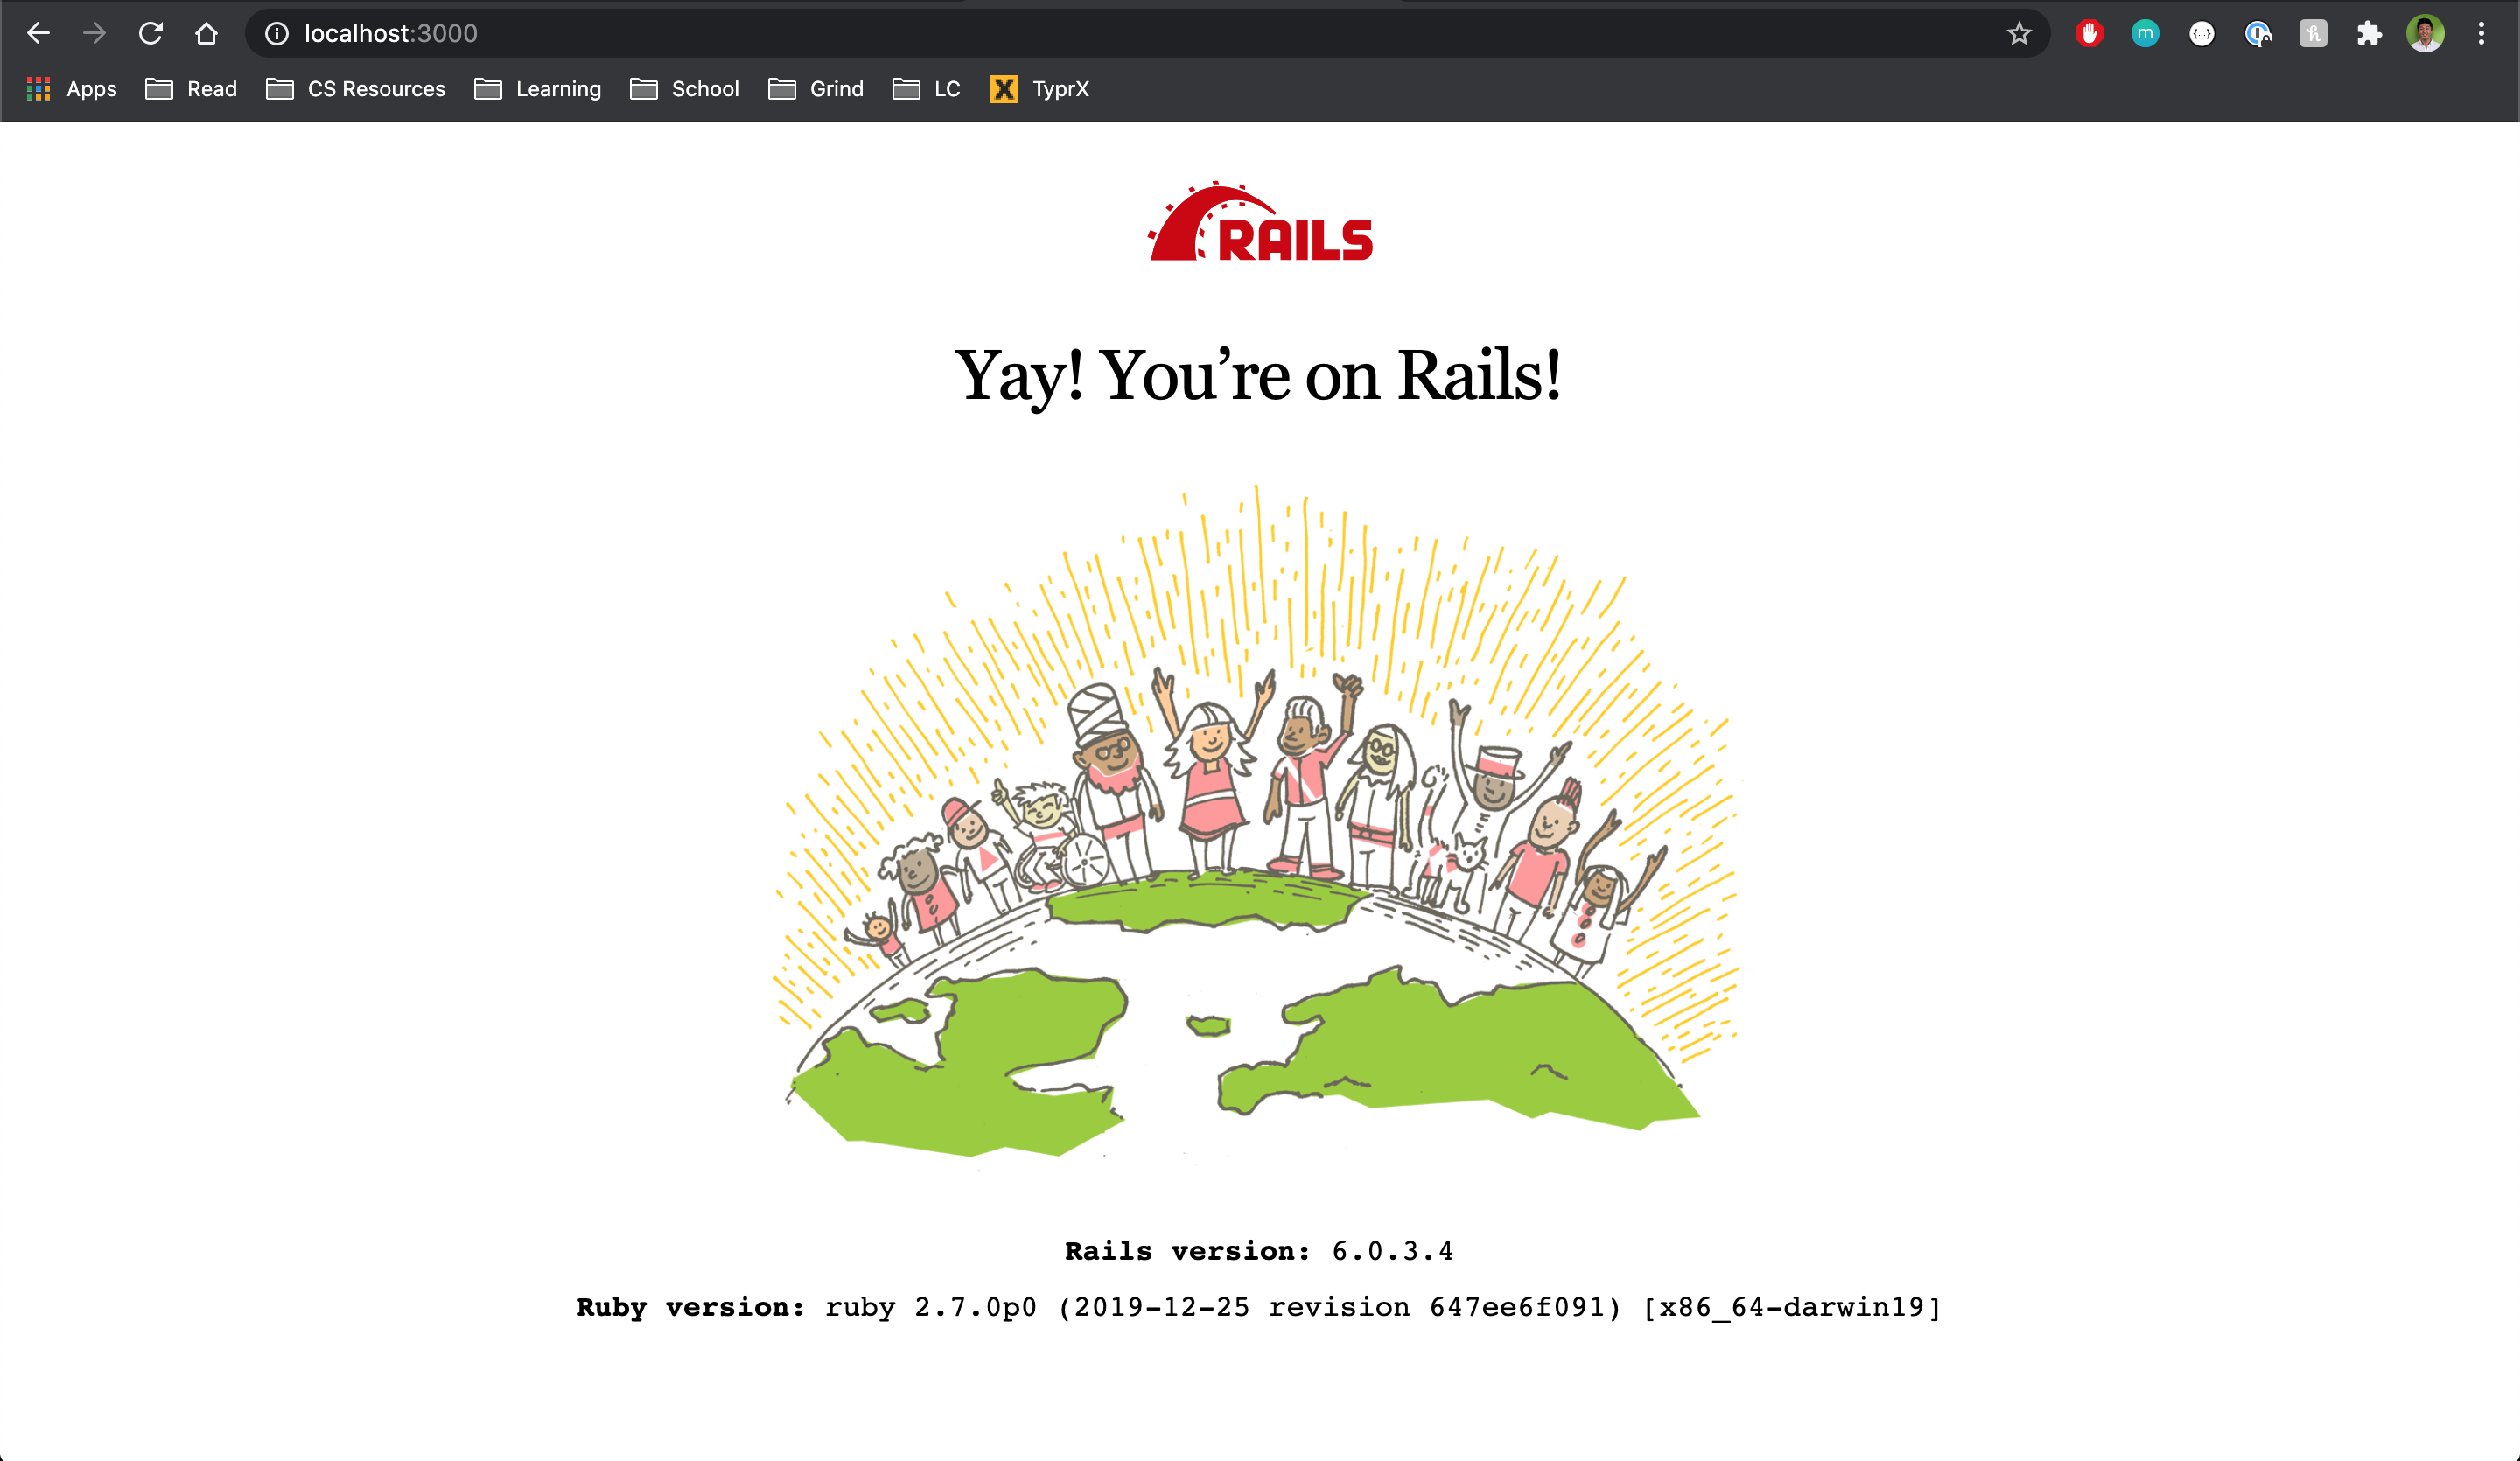 localhost:3000
m
{...}
h
Apps Read CS Resources Learning School Grind LC TyprX
RAILS
Yay! You’re on Rails!
Rails version: 6.0.3.4
Ruby version: ruby 2.7.0p0 (2019-12-25 revision 647ee6f091) [x86_64-darwin19]